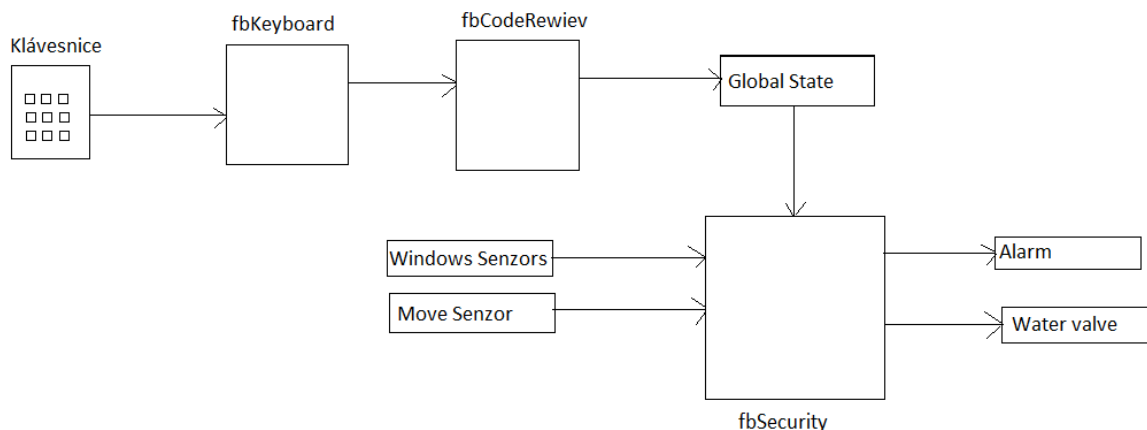 fbKeyboard
fbCodeRewiev
Klávesnice
Global State
Windows Senzors
Alarm
Move Senzor
Water valve
fbSecurity